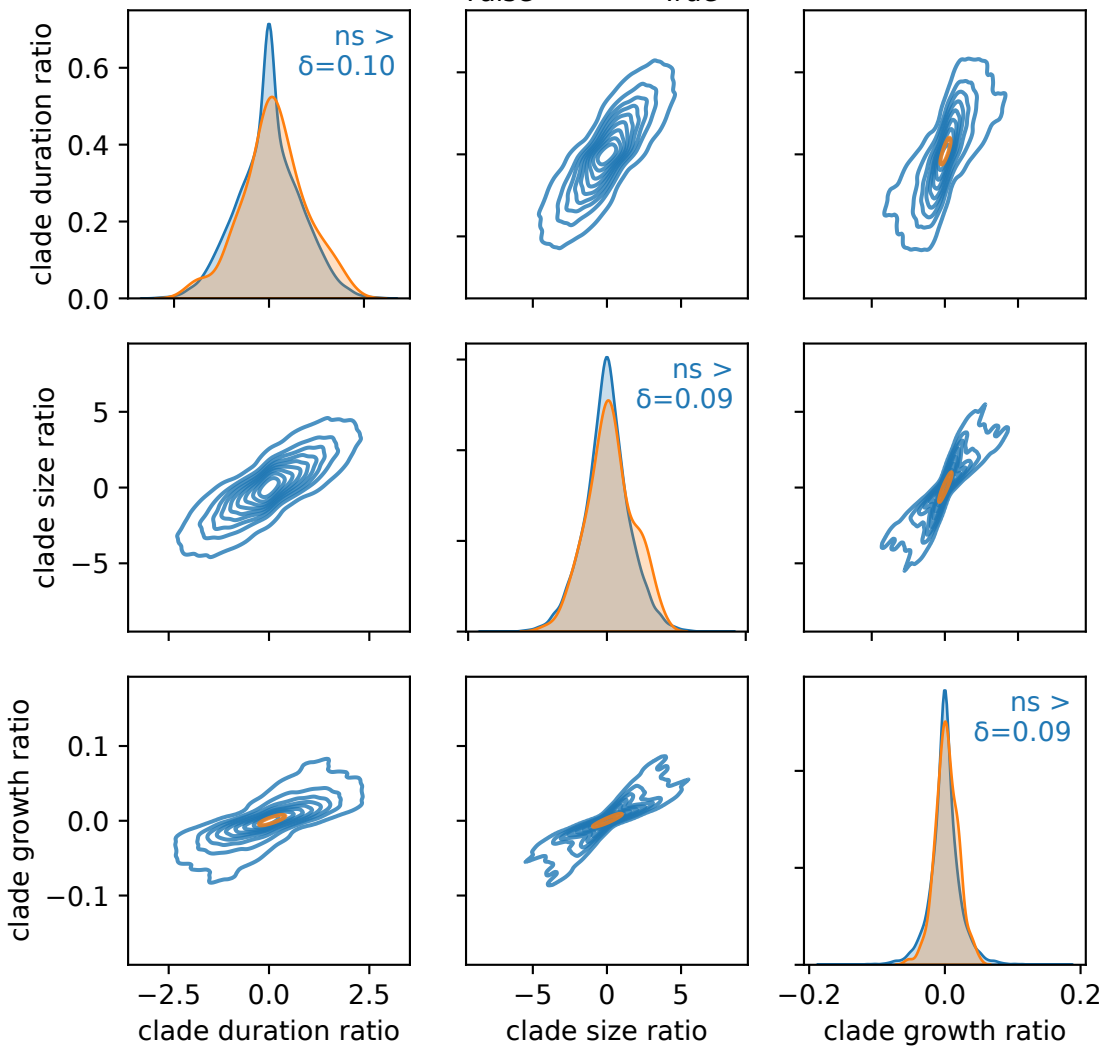 clade duration ratio
0.6
0.4
0.2
0.0
ns >
δ=0.10
clade size ratio
5
0
−5
ns >
δ=0.09
clade growth ratio
0.1
0.0
−0.1
ns >
δ=0.09
−2.5 0.0 2.5
−5 0 5
−0.2 0.0 0.2
clade duration ratio
clade size ratio
clade growth ratio